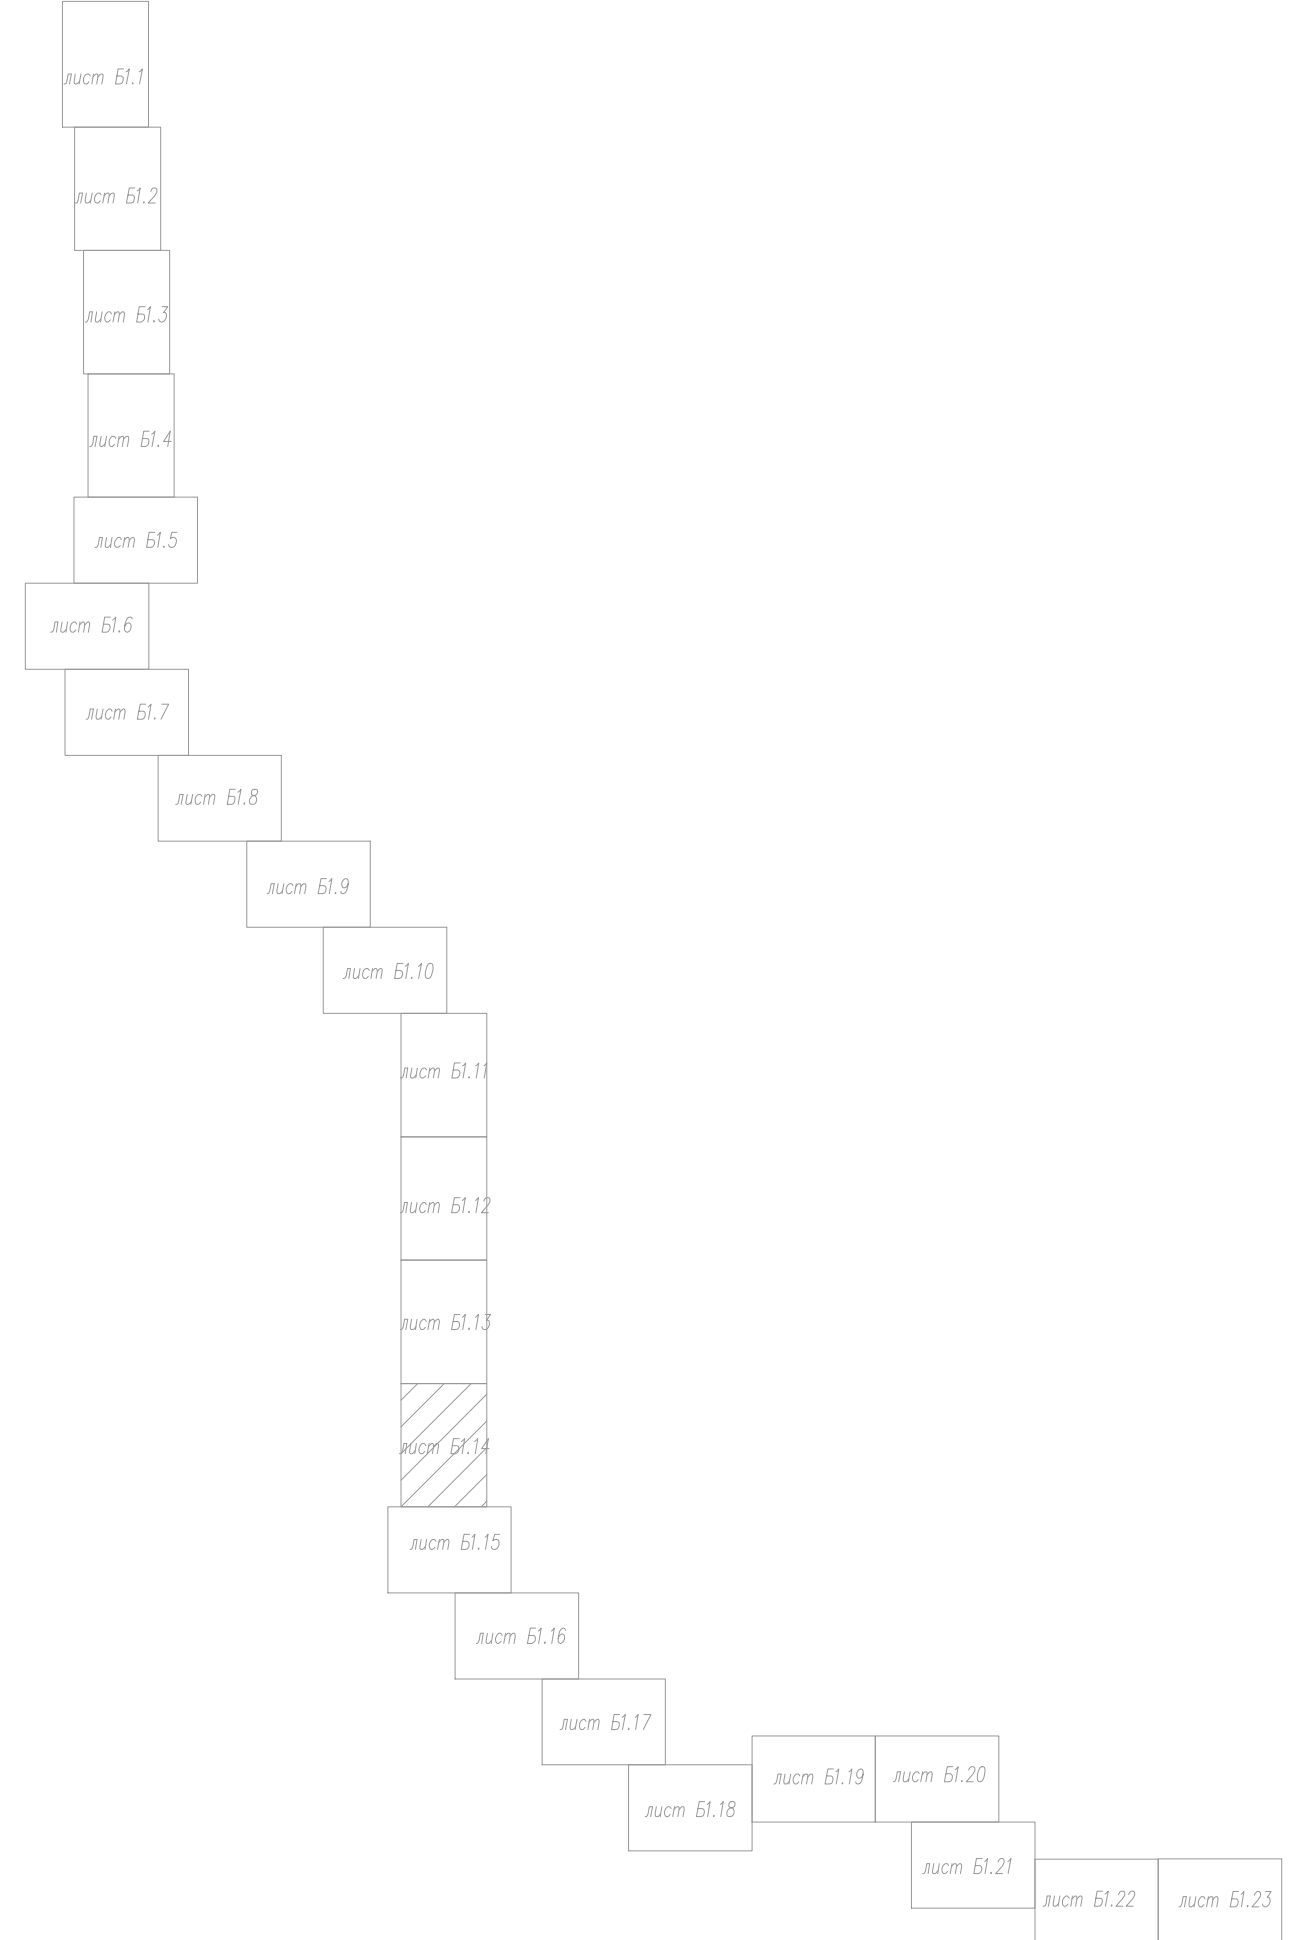 лист Б1.1
лист Б1.2
лист Б1.3
лист Б1.4
лист Б1.5
лист Б1.6
лист Б1.7
лист Б1.8
лист Б1.9
лист Б1.10
лист Б1.11
лист Б1.12
лист Б1.13
лист Б1.14
лист Б1.15
лист Б1.16
лист Б1.17
лист Б1.18
лист Б1.19
лист Б1.20
лист Б1.21
лист Б1.22
лист Б1.23